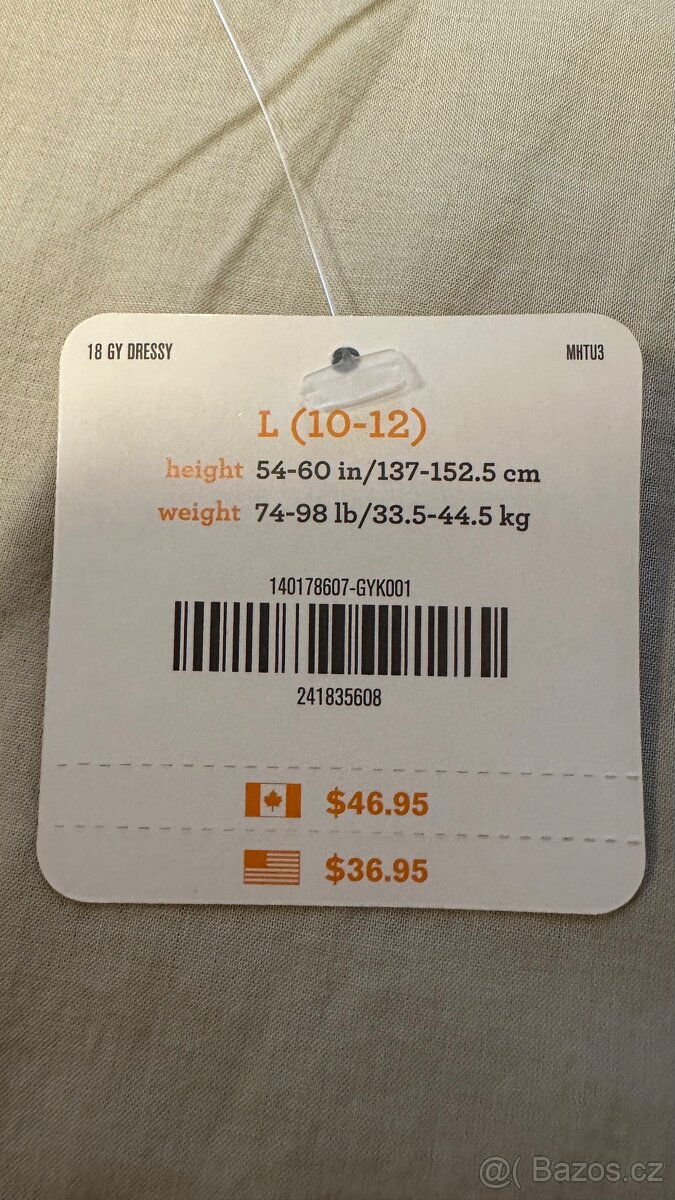 18 GY DRESSY
MHTU3
L (10-12)
height 54-60 in/137-152.5 cm
weight 74-98 lb/33.5-44.5 kg
140178607-GYK001
241835608
$46.95
$36.95
@( Bazos.cz